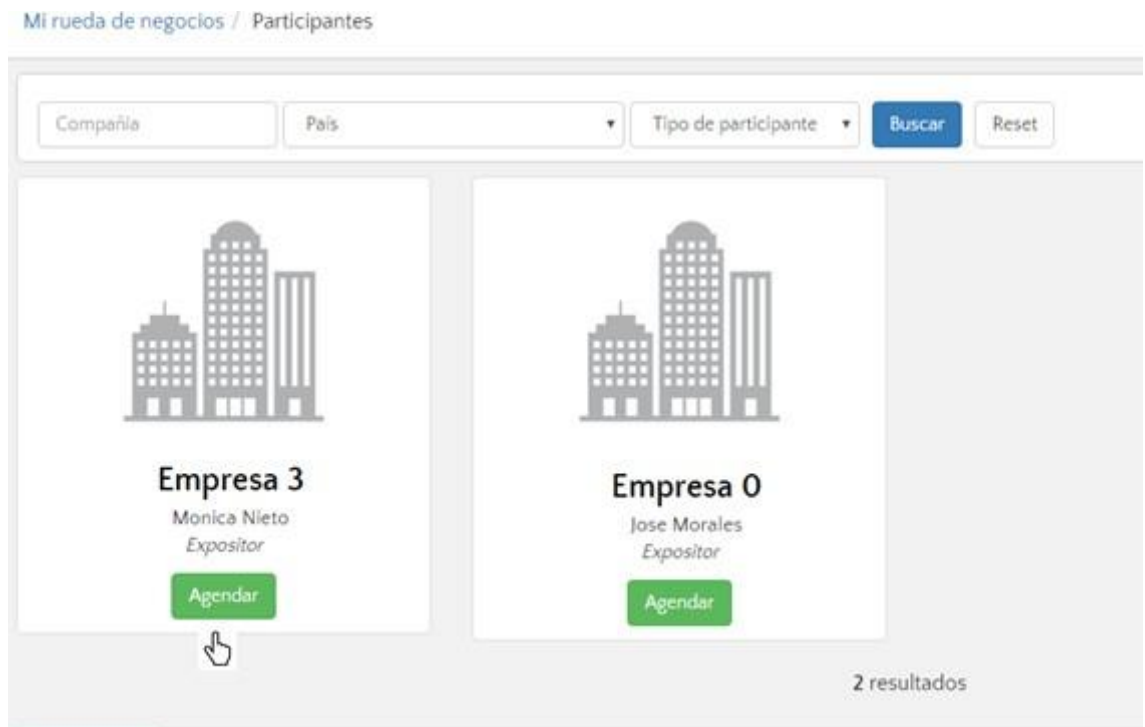 Mi rueda de negocios / Participantes
Compañía País Tipo de participante Buscar Reset
Empresa 3
Monica Nieto
Expositor
Agendar
Empresa 0
Jose Morales
Expositor
Agendar
2 resultados